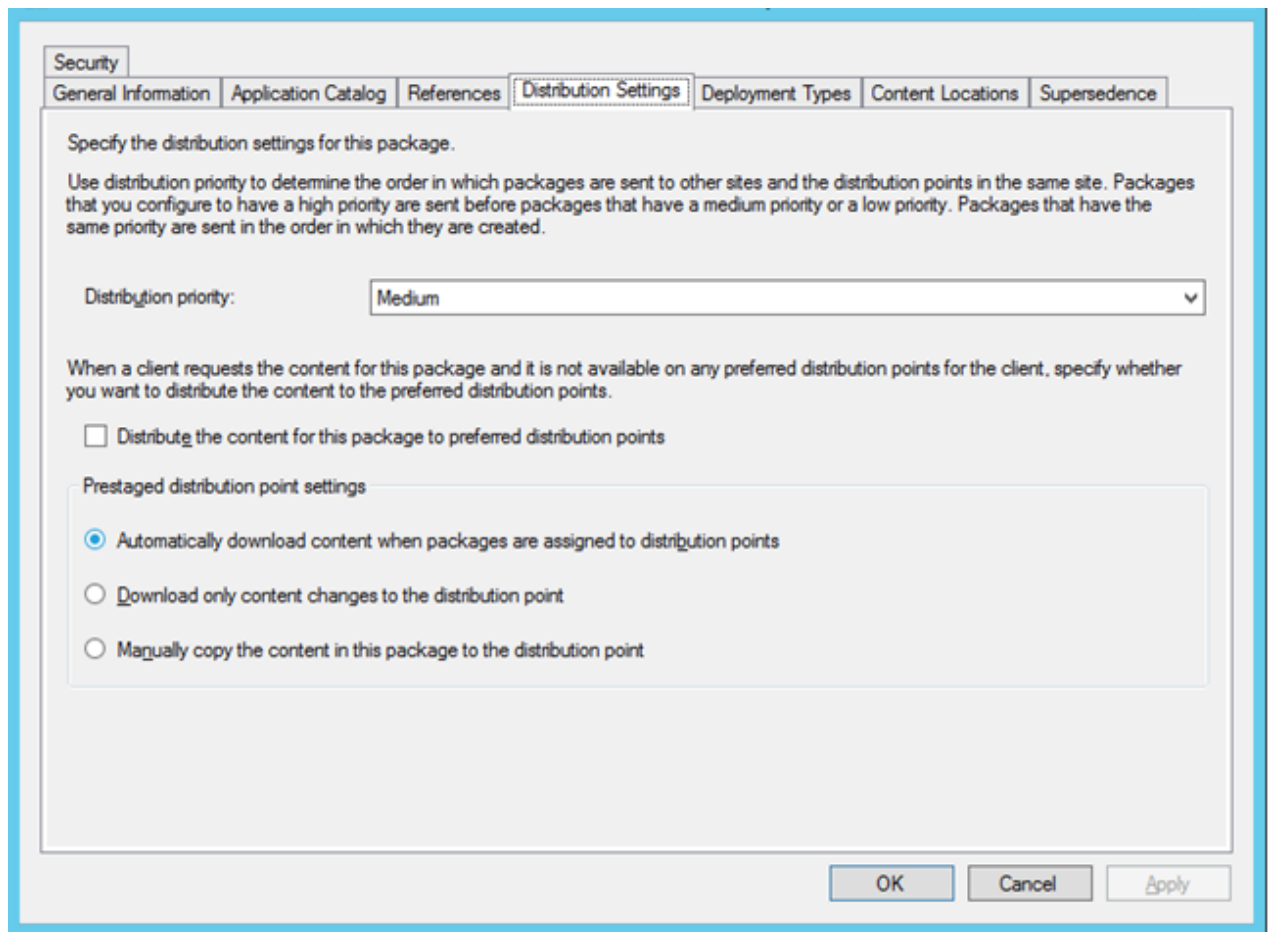 Security
General Information
Application Catalog
References
Distribution Settings
Deployment Types
Content Locations
Supersedence
Specify the distribution settings for this package.
Use distribution priority to determine the order in which packages are sent to other sites and the distribution points in the same site. Packages
that you configure to have a high priority are sent before packages that have a medium priority or a low priority. Packages that have the
same priority are sent in the order in which they are created.
Distribution priority:
Medium
When a client requests the content for this package and it is not available on any preferred distribution points for the client, specify whether
you want to distribute the content to the preferred distribution points.
Distribute the content for this package to preferred distribution points
Prestaged distribution point settings
Automatically download content when packages are assigned to distribution points
Download only content changes to the distribution point
Manually copy the content in this package to the distribution point
OK
Cancel
Apply